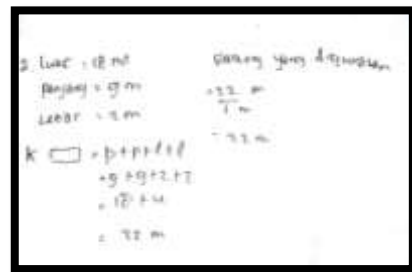 2. Luas = 18 m²
Panjang = 9 m
Lebar = 2 m
K = p+p+l+l
= 9+9+2+2
= 18+4
= 22 m
Patang yang diperlukan
= 22 m
1 m
= 22